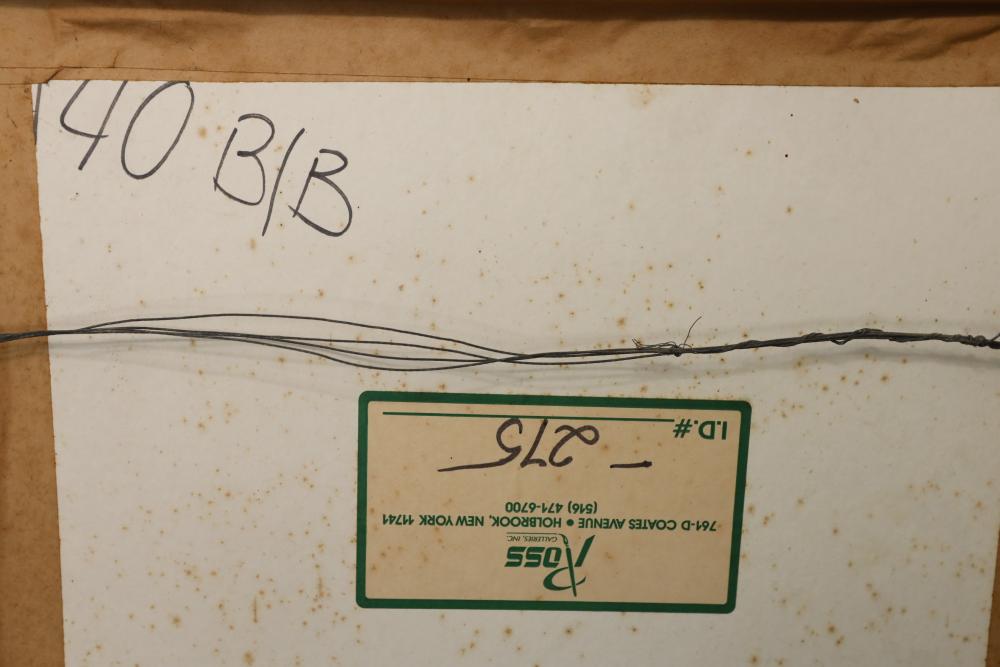 140 B/B
Ross
GALLERIES, INC.
761-D COATES AVENUE • HOLBROOK, NEW YORK 11741
(516) 471-6700
- 275
I.D.#